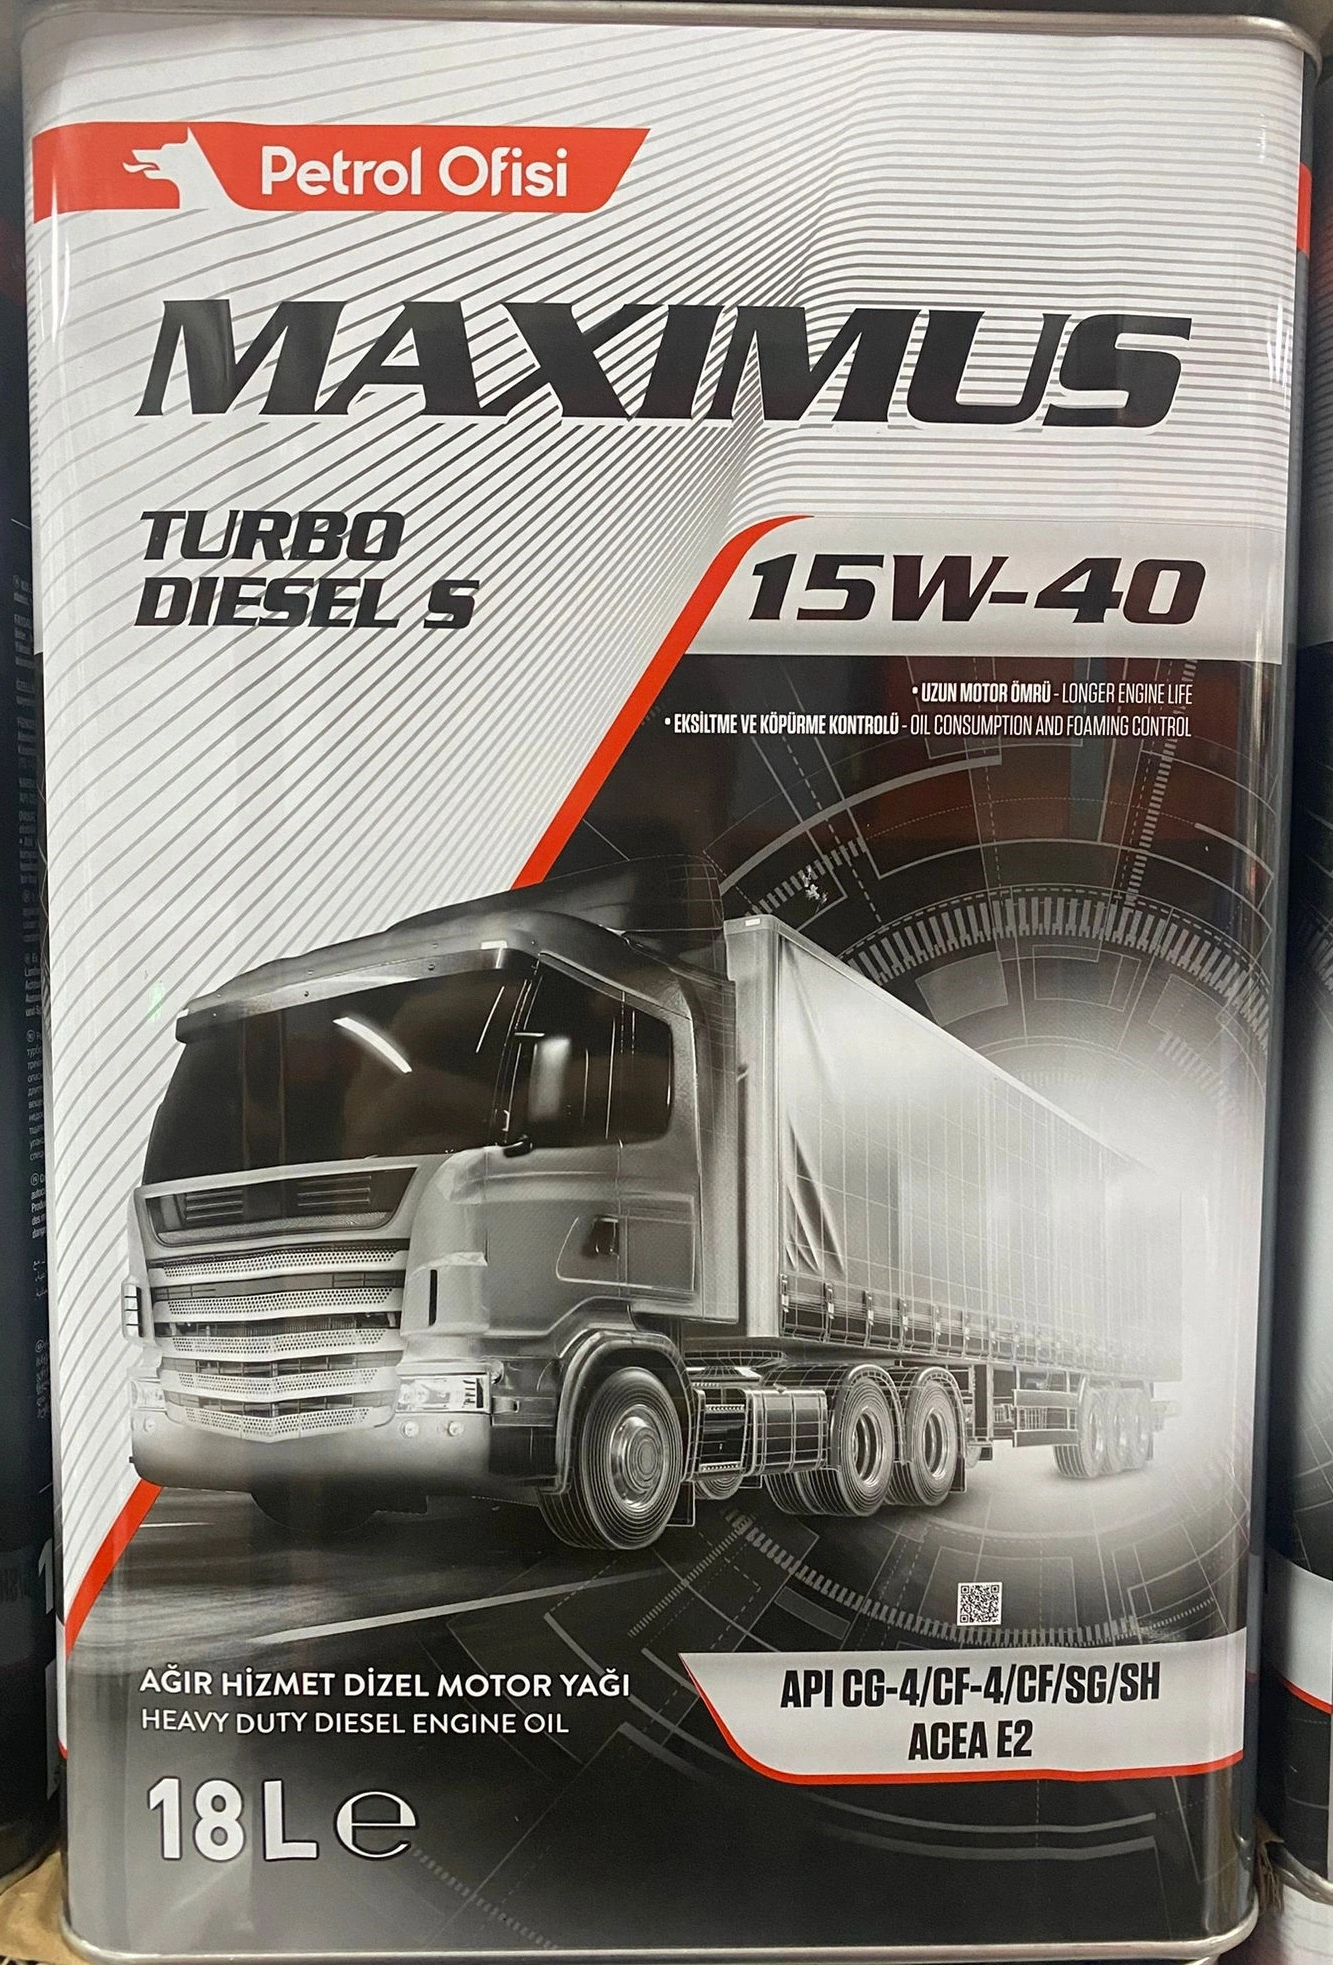 Petrol Ofisi
MAXIMUS
TURBO
DIESEL S
15W-40
• UZUN MOTOR ÖMRÜ - LONGER ENGINE LIFE
• EKSİLTME VE KÖPÜRME KONTROLÜ - OIL CONSUMPTION AND FOAMING CONTROL
AĞIR HİZMET DİZEL MOTOR YAĞI
HEAVY DUTY DIESEL ENGINE OIL
API CG-4/CF-4/CF/SG/SH
ACEA E2
18L ℮